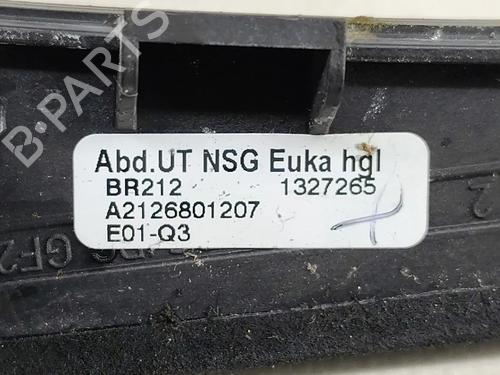 B-PARTS
Abd.UT NSG Euka hgl
BR212 1327265
A2126801207
E01-Q3